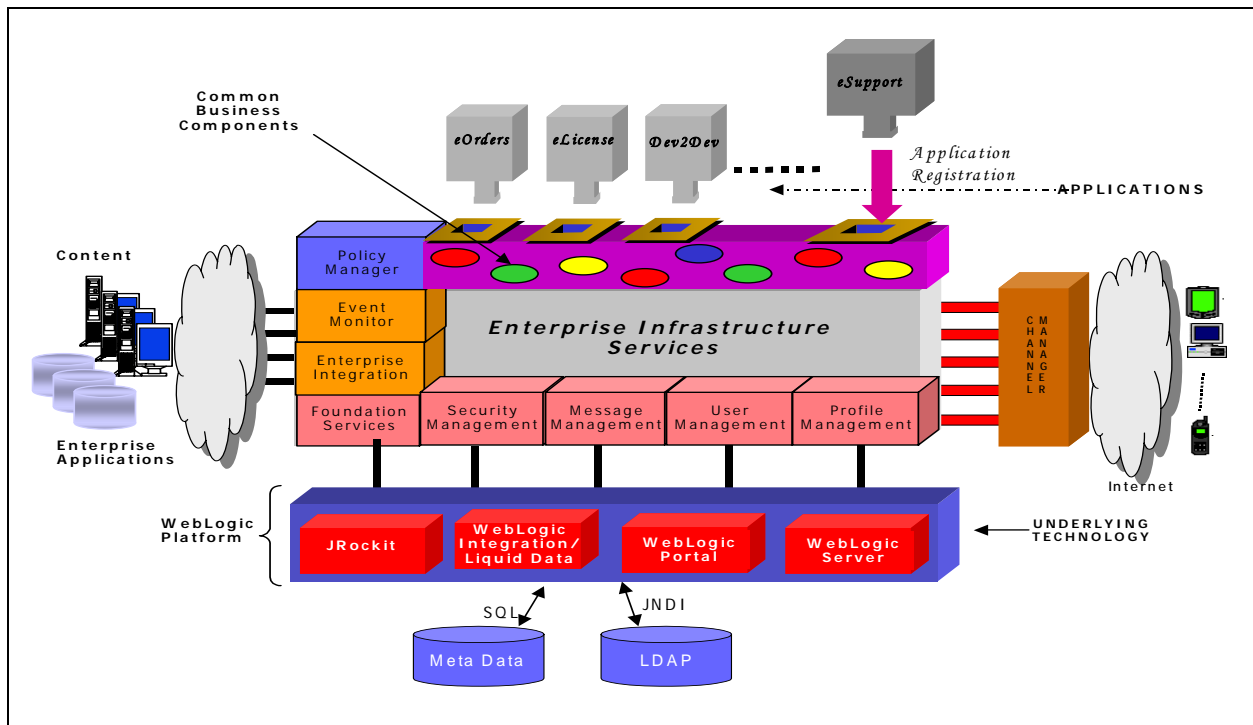 Common
Business
Components
eOrders
eLicense
Dev2Dev
eSupport
Application
Registration
APPLICATIONS
Content
Policy
Manager
Event
Monitor
Enterprise
Integration
Enterprise Infrastructure
Services
CHANNEL
MANAGER
Foundation
Services
Security
Management
Message
Management
User
Management
Profile
Management
Enterprise
Applications
Internet
WebLogic
Platform
JRockit
WebLogic
Integration/
Liquid Data
WebLogic
Portal
WebLogic
Server
UNDERLYING
TECHNOLOGY
SQL
JNDI
Meta Data
LDAP